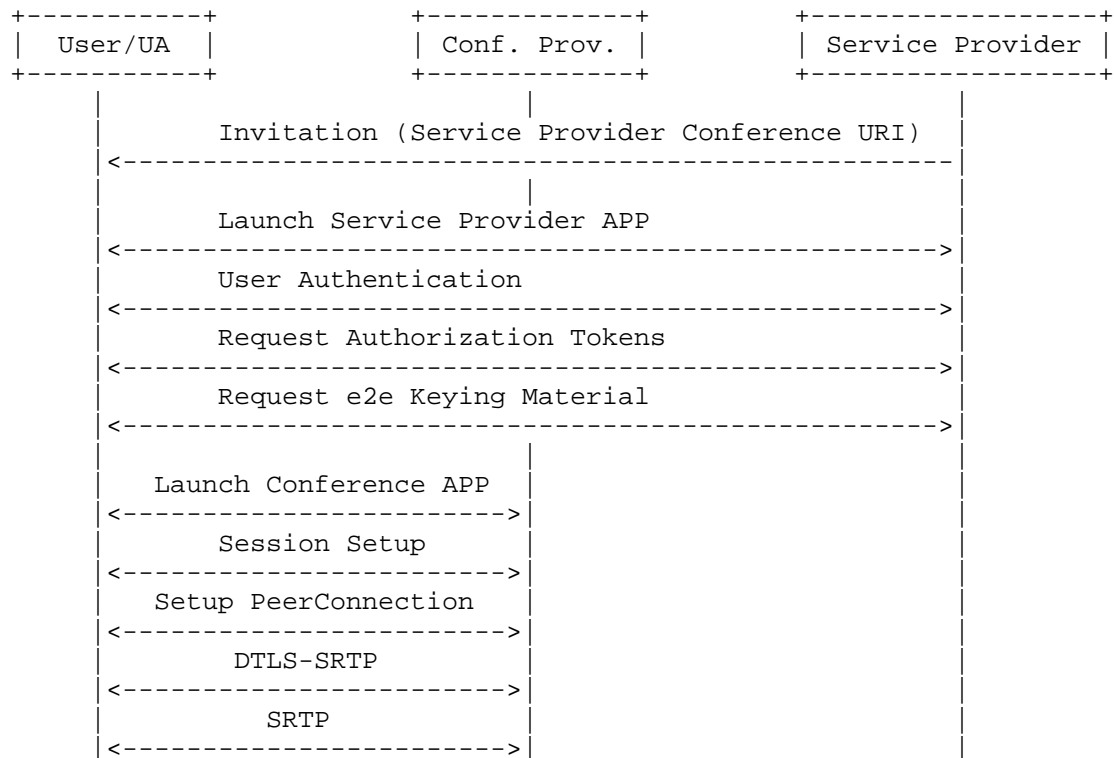 User/UA Conf. Prov. Service Provider
Invitation (Service Provider Conference URI)
Launch Service Provider APP
User Authentication
Request Authorization Tokens
Request e2e Keying Material
Launch Conference APP
Session Setup
Setup PeerConnection
DTLS-SRTP
SRTP